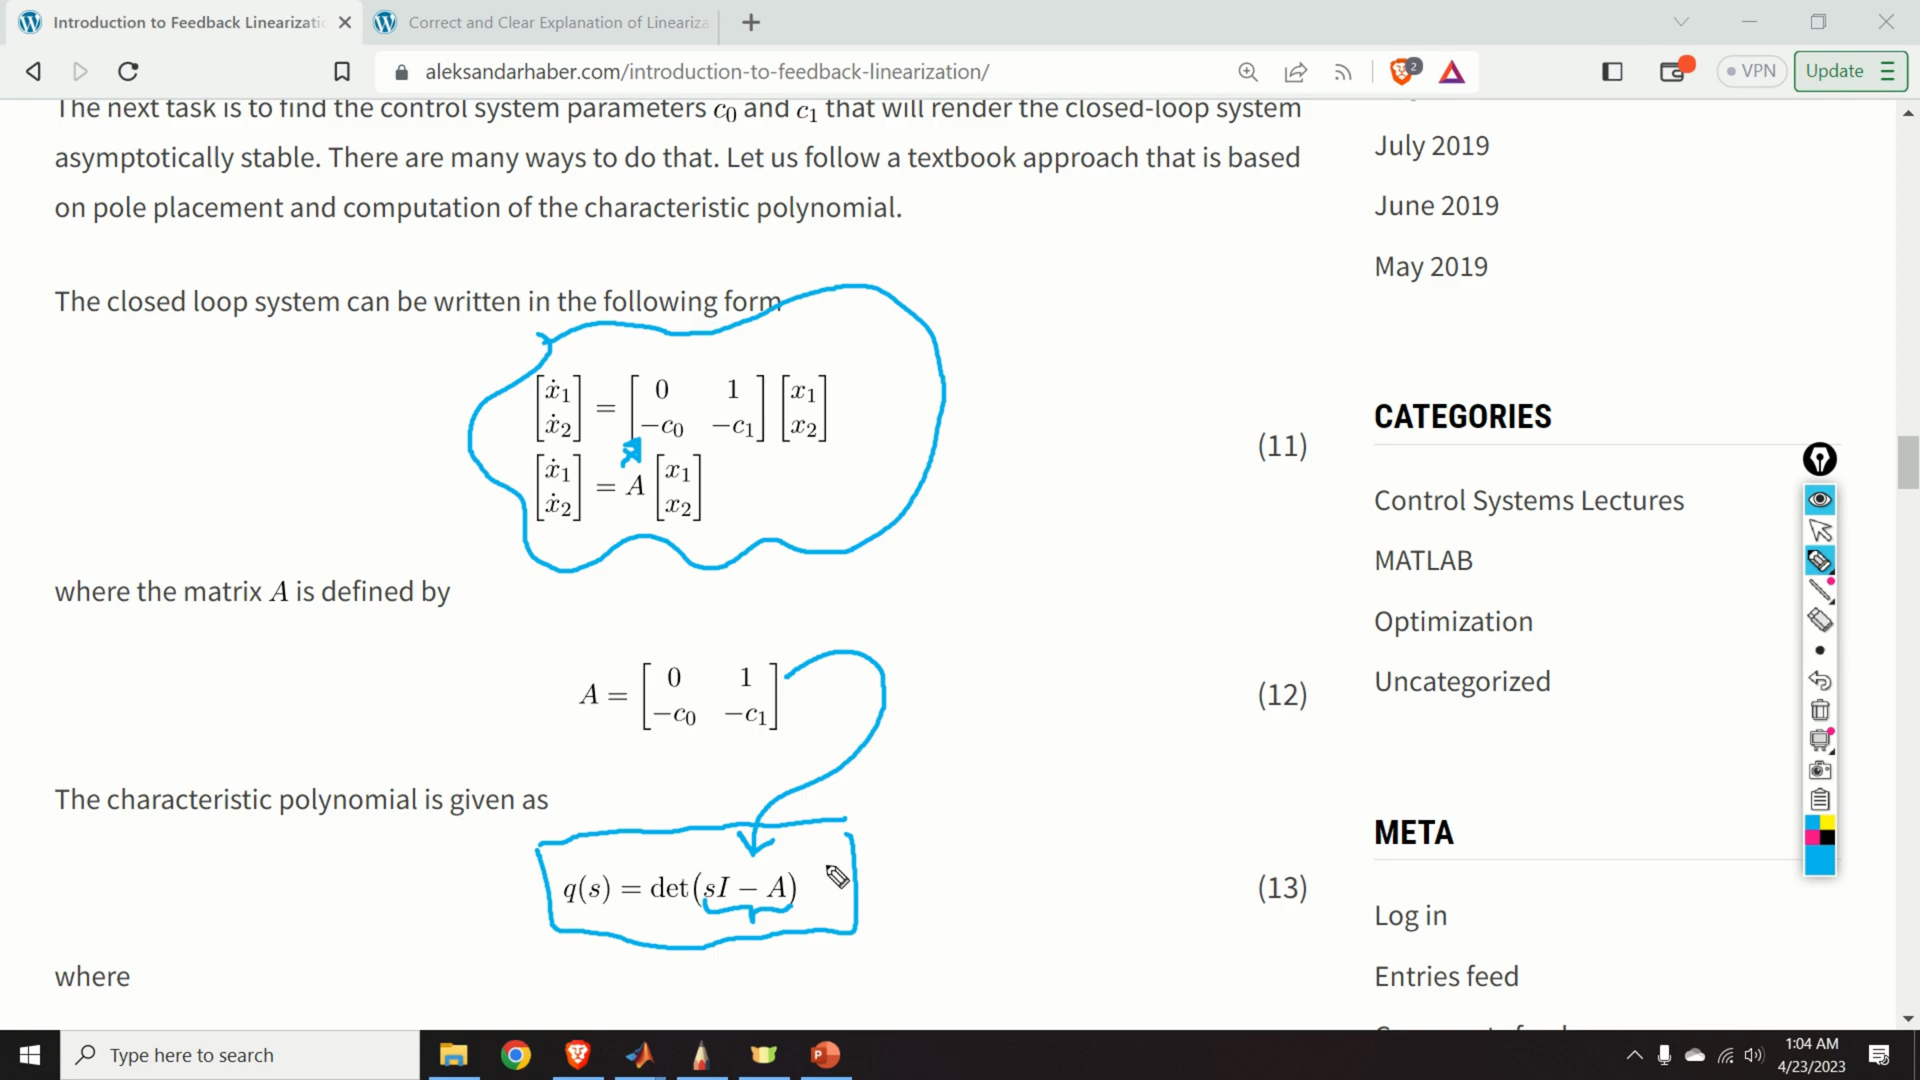 Introduction to Feedback Linearizati
Correct and Clear Explanation of Lineariza
aleksandarhaber.com/introduction-to-feedback-linearization/
2
VPN
Update
The next task is to find the control system parameters c₀ and c₁ that will render the closed-loop system
asymptotically stable. There are many ways to do that. Let us follow a textbook approach that is based
on pole placement and computation of the characteristic polynomial.
The closed loop system can be written in the following form
[ẋ₁ ẋ₂] = [0 1 −c₀ −c₁] [x₁ x₂]
[ẋ₁ ẋ₂] = A [x₁ x₂]
(11)
where the matrix A is defined by
A = [0 1 −c₀ −c₁]
(12)
The characteristic polynomial is given as
q(s) = det(sI − A)
(13)
where
July 2019
June 2019
May 2019
CATEGORIES
Control Systems Lectures
MATLAB
Optimization
Uncategorized
META
Log in
Entries feed
Type here to search
1:04 AM
4/23/2023